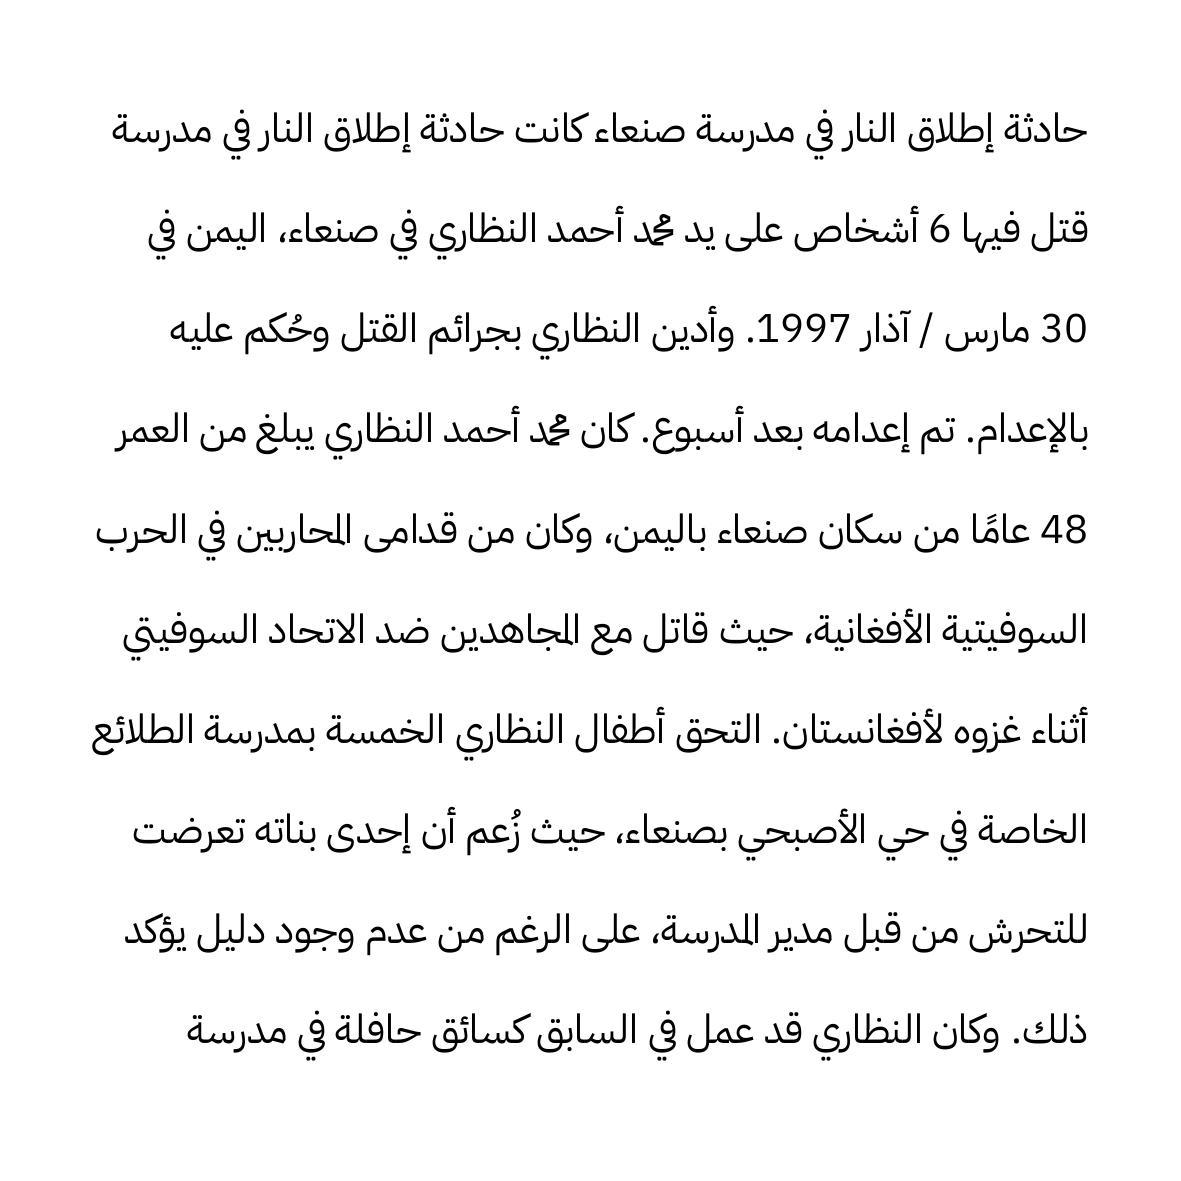 حادثة إطلاق النار في مدرسة صنعاء كانت حادثة إطلاق النار في مدرسة
قتل فيها 6 أشخاص على يد محمد أحمد النظاري في صنعاء، اليمن في
30 مارس / آذار 1997. وأدين النظاري بجرائم القتل وحُكم عليه
بالإعدام. تم إعدامه بعد أسبوع. كان محمد أحمد النظاري يبلغ من العمر
48 عامًا من سكان صنعاء باليمن، وكان من قدامى المحاربين في الحرب
السوفيتية الأفغانية، حيث قاتل مع المجاهدين ضد الاتحاد السوفيتي
أثناء غزوه لأفغانستان. التحق أطفال النظاري الخمسة بمدرسة الطلائع
الخاصة في حي الأصبحي بصنعاء، حيث زُعم أن إحدى بناته تعرضت
للتحرش من قبل مدير المدرسة، على الرغم من عدم وجود دليل يؤكد
ذلك. وكان النظاري قد عمل في السابق كسائق حافلة في مدرسة